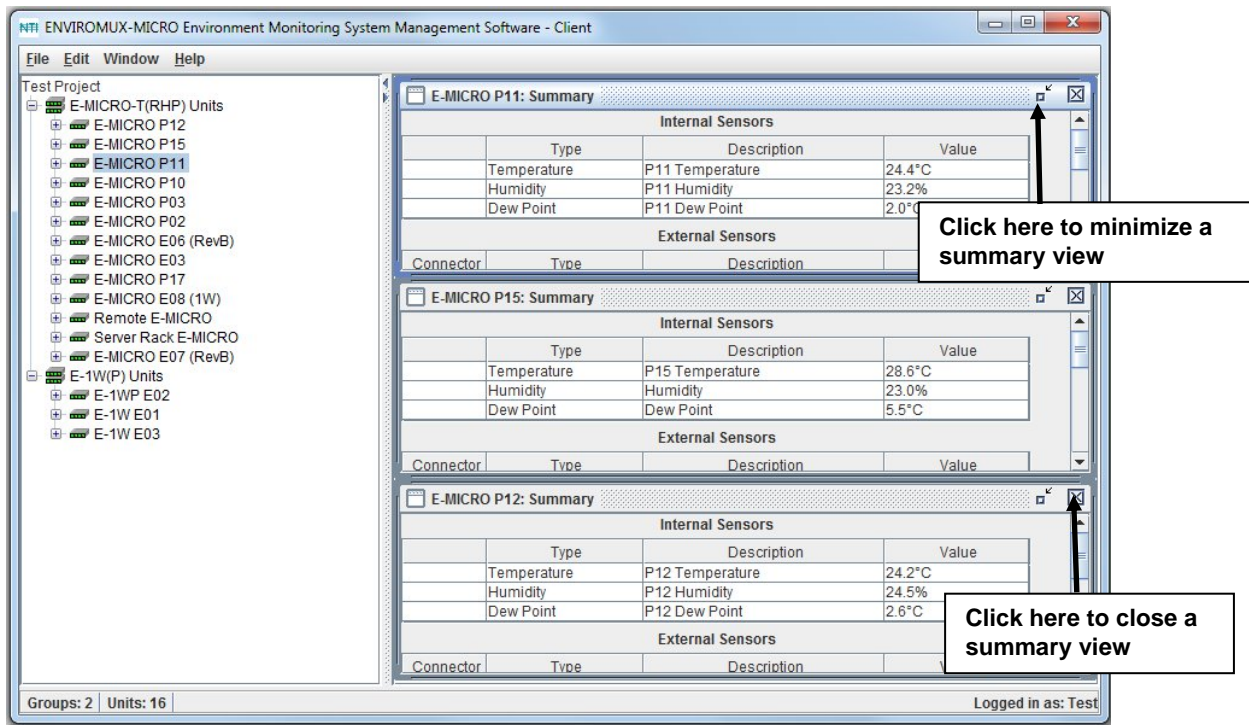 NTI ENVIROMUX-MICRO Environment Monitoring System Management Software - Client
File Edit Window Help
Test Project
E-MICRO-T(RHP) Units
E-MICRO P12
E-MICRO P15
E-MICRO P11
E-MICRO P10
E-MICRO P03
E-MICRO P02
E-MICRO E06 (RevB)
E-MICRO E03
E-MICRO P17
E-MICRO E08 (1W)
Remote E-MICRO
Server Rack E-MICRO
E-MICRO E07 (RevB)
E-1W(P) Units
E-1WP E02
E-1W E01
E-1W E03
E-MICRO P11: Summary
Internal Sensors
Type Description Value
Temperature P11 Temperature 24.4°C
Humidity P11 Humidity 23.2%
Dew Point P11 Dew Point 2.0°C
External Sensors
Connector Type Description
Click here to minimize a
summary view
E-MICRO P15: Summary
Internal Sensors
Type Description Value
Temperature P15 Temperature 28.6°C
Humidity Humidity 23.0%
Dew Point Dew Point 5.5°C
External Sensors
Connector Type Description Value
E-MICRO P12: Summary
Internal Sensors
Type Description Value
Temperature P12 Temperature 24.2°C
Humidity P12 Humidity 24.5%
Dew Point P12 Dew Point 2.6°C
External Sensors
Connector Type Description
Click here to close a
summary view
Groups: 2 Units: 16 Logged in as: Test